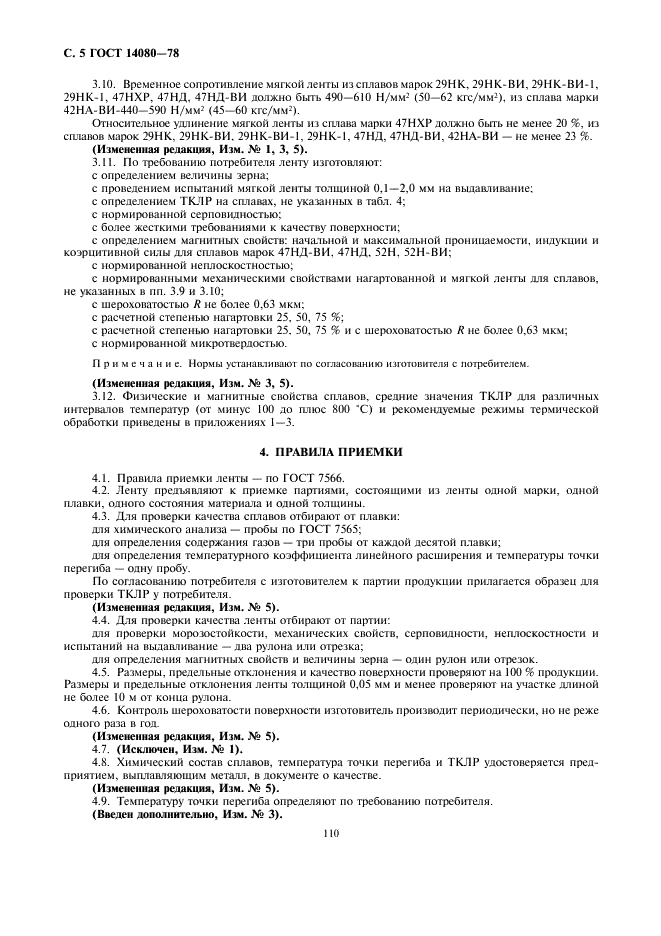 С. 5 ГОСТ 14080—78
3.10. Временное сопротивление мягкой ленты из сплавов марок 29НК, 29НК-ВИ, 29НК-ВИ-1,
29НК-1, 47НХР, 47НД, 47НД-ВИ должно быть 490—610 Н/мм² (50—62 кгс/мм²), из сплава марки
42НА-ВИ-440—590 Н/мм² (45—60 кгс/мм²).
Относительное удлинение мягкой ленты из сплава марки 47НХР должно быть не менее 20 %, из
сплавов марок 29НК, 29НК-ВИ, 29НК-ВИ-1, 29НК-1, 47НД, 47НД-ВИ, 42НА-ВИ — не менее 23 %.
(Измененная редакция, Изм. № 1, 3, 5).
3.11. По требованию потребителя ленту изготовляют:
с определением величины зерна;
с проведением испытаний мягкой ленты толщиной 0,1—2,0 мм на выдавливание;
с определением ТКЛР на сплавах, не указанных в табл. 4;
с нормированной серповидностью;
с более жесткими требованиями к качеству поверхности;
с определением магнитных свойств: начальной и максимальной проницаемости, индукции и
коэрцитивной силы для сплавов марок 47НД-ВИ, 47НД, 52Н, 52Н-ВИ;
с нормированной неплоскостностью;
с нормированными механическими свойствами нагартованной и мягкой ленты для сплавов,
не указанных в пп. 3.9 и 3.10;
с шероховатостью R не более 0,63 мкм;
с расчетной степенью нагартовки 25, 50, 75 %;
с расчетной степенью нагартовки 25, 50, 75 % и с шероховатостью R не более 0,63 мкм;
с нормированной микротвердостью.
Примечание. Нормы устанавливают по согласованию изготовителя с потребителем.
(Измененная редакция, Изм. № 3, 5).
3.12. Физические и магнитные свойства сплавов, средние значения ТКЛР для различных
интервалов температур (от минус 100 до плюс 800 °С) и рекомендуемые режимы термической
обработки приведены в приложениях 1—3.
4. ПРАВИЛА ПРИЕМКИ
4.1. Правила приемки ленты — по ГОСТ 7566.
4.2. Ленту предъявляют к приемке партиями, состоящими из ленты одной марки, одной
плавки, одного состояния материала и одной толщины.
4.3. Для проверки качества сплавов отбирают от плавки:
для химического анализа — пробы по ГОСТ 7565;
для определения содержания газов — три пробы от каждой десятой плавки;
для определения температурного коэффициента линейного расширения и температуры точки
перегиба — одну пробу.
По согласованию потребителя с изготовителем к партии продукции прилагается образец для
проверки ТКЛР у потребителя.
(Измененная редакция, Изм. № 5).
4.4. Для проверки качества ленты отбирают от партии:
для проверки морозостойкости, механических свойств, серповидности, неплоскостности и
испытаний на выдавливание — два рулона или отрезка;
для определения магнитных свойств и величины зерна — один рулон или отрезок.
4.5. Размеры, предельные отклонения и качество поверхности проверяют на 100 % продукции.
Размеры и предельные отклонения ленты толщиной 0,05 мм и менее проверяют на участке длиной
не более 10 м от конца рулона.
4.6. Контроль шероховатости поверхности изготовитель производит периодически, но не реже
одного раза в год.
(Измененная редакция, Изм. № 5).
4.7. (Исключен, Изм. № 1).
4.8. Химический состав сплавов, температура точки перегиба и ТКЛР удостоверяется пред-
приятием, выплавляющим металл, в документе о качестве.
(Измененная редакция, Изм. № 5).
4.9. Температуру точки перегиба определяют по требованию потребителя.
(Введен дополнительно, Изм. № 3).
110